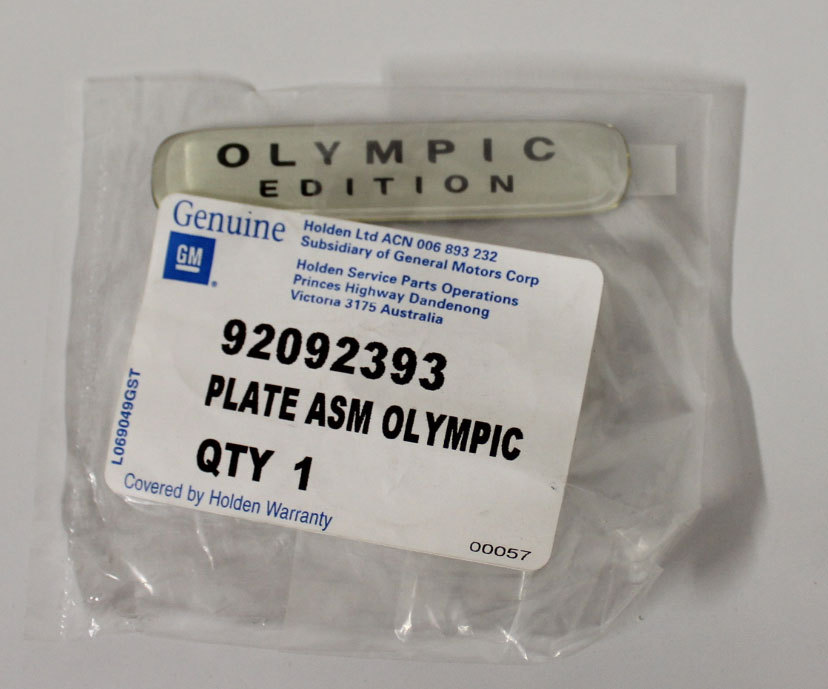 OLYMPIC
EDITION
Genuine
GM
Holden Ltd ACN 006 893 232
Subsidiary of General Motors Corp
Holden Service Parts Operations
Princes Highway Dandenong
Victoria 3175 Australia
92092393
PLATE ASM OLYMPIC
QTY 1
L069049GST
Covered by Holden Warranty
00057